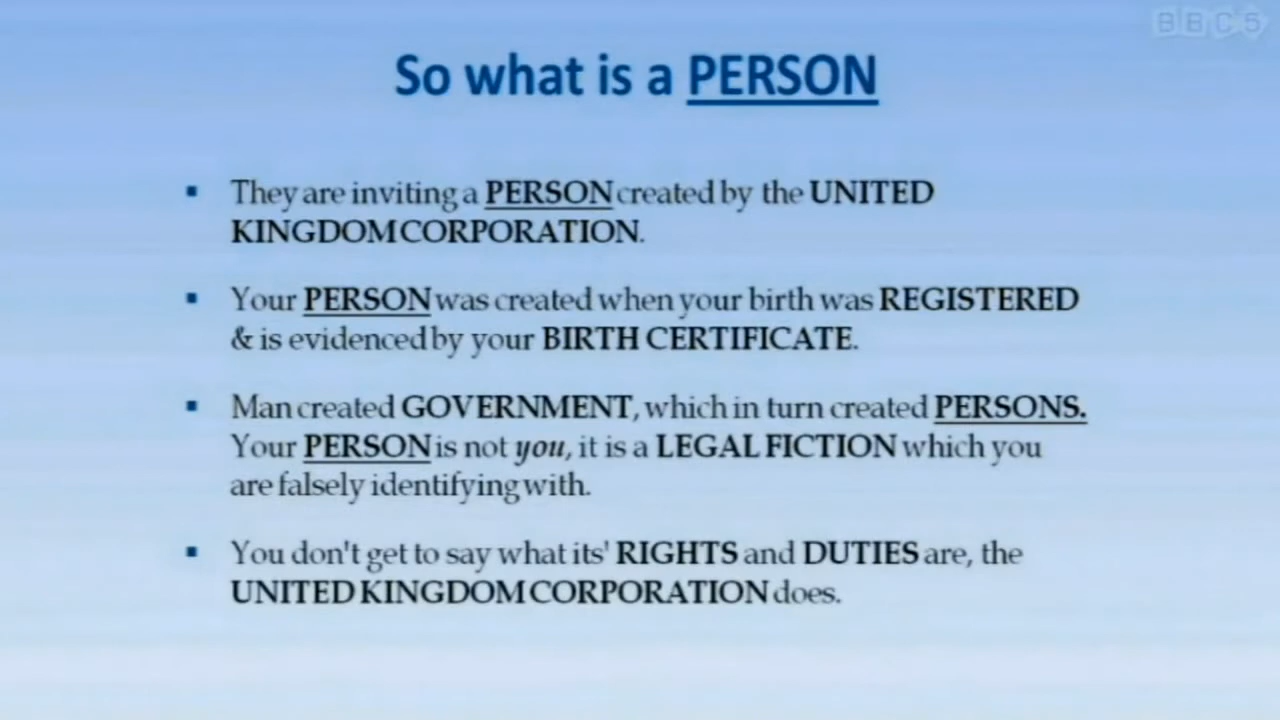 BBC5
So what is a PERSON
▪ They are inviting a PERSON created by the UNITED
KINGDOM CORPORATION.
▪ Your PERSON was created when your birth was REGISTERED
& is evidenced by your BIRTH CERTIFICATE.
▪ Man created GOVERNMENT, which in turn created PERSONS.
Your PERSON is not you, it is a LEGAL FICTION which you
are falsely identifying with.
▪ You don't get to say what its' RIGHTS and DUTIES are, the
UNITED KINGDOM CORPORATION does.